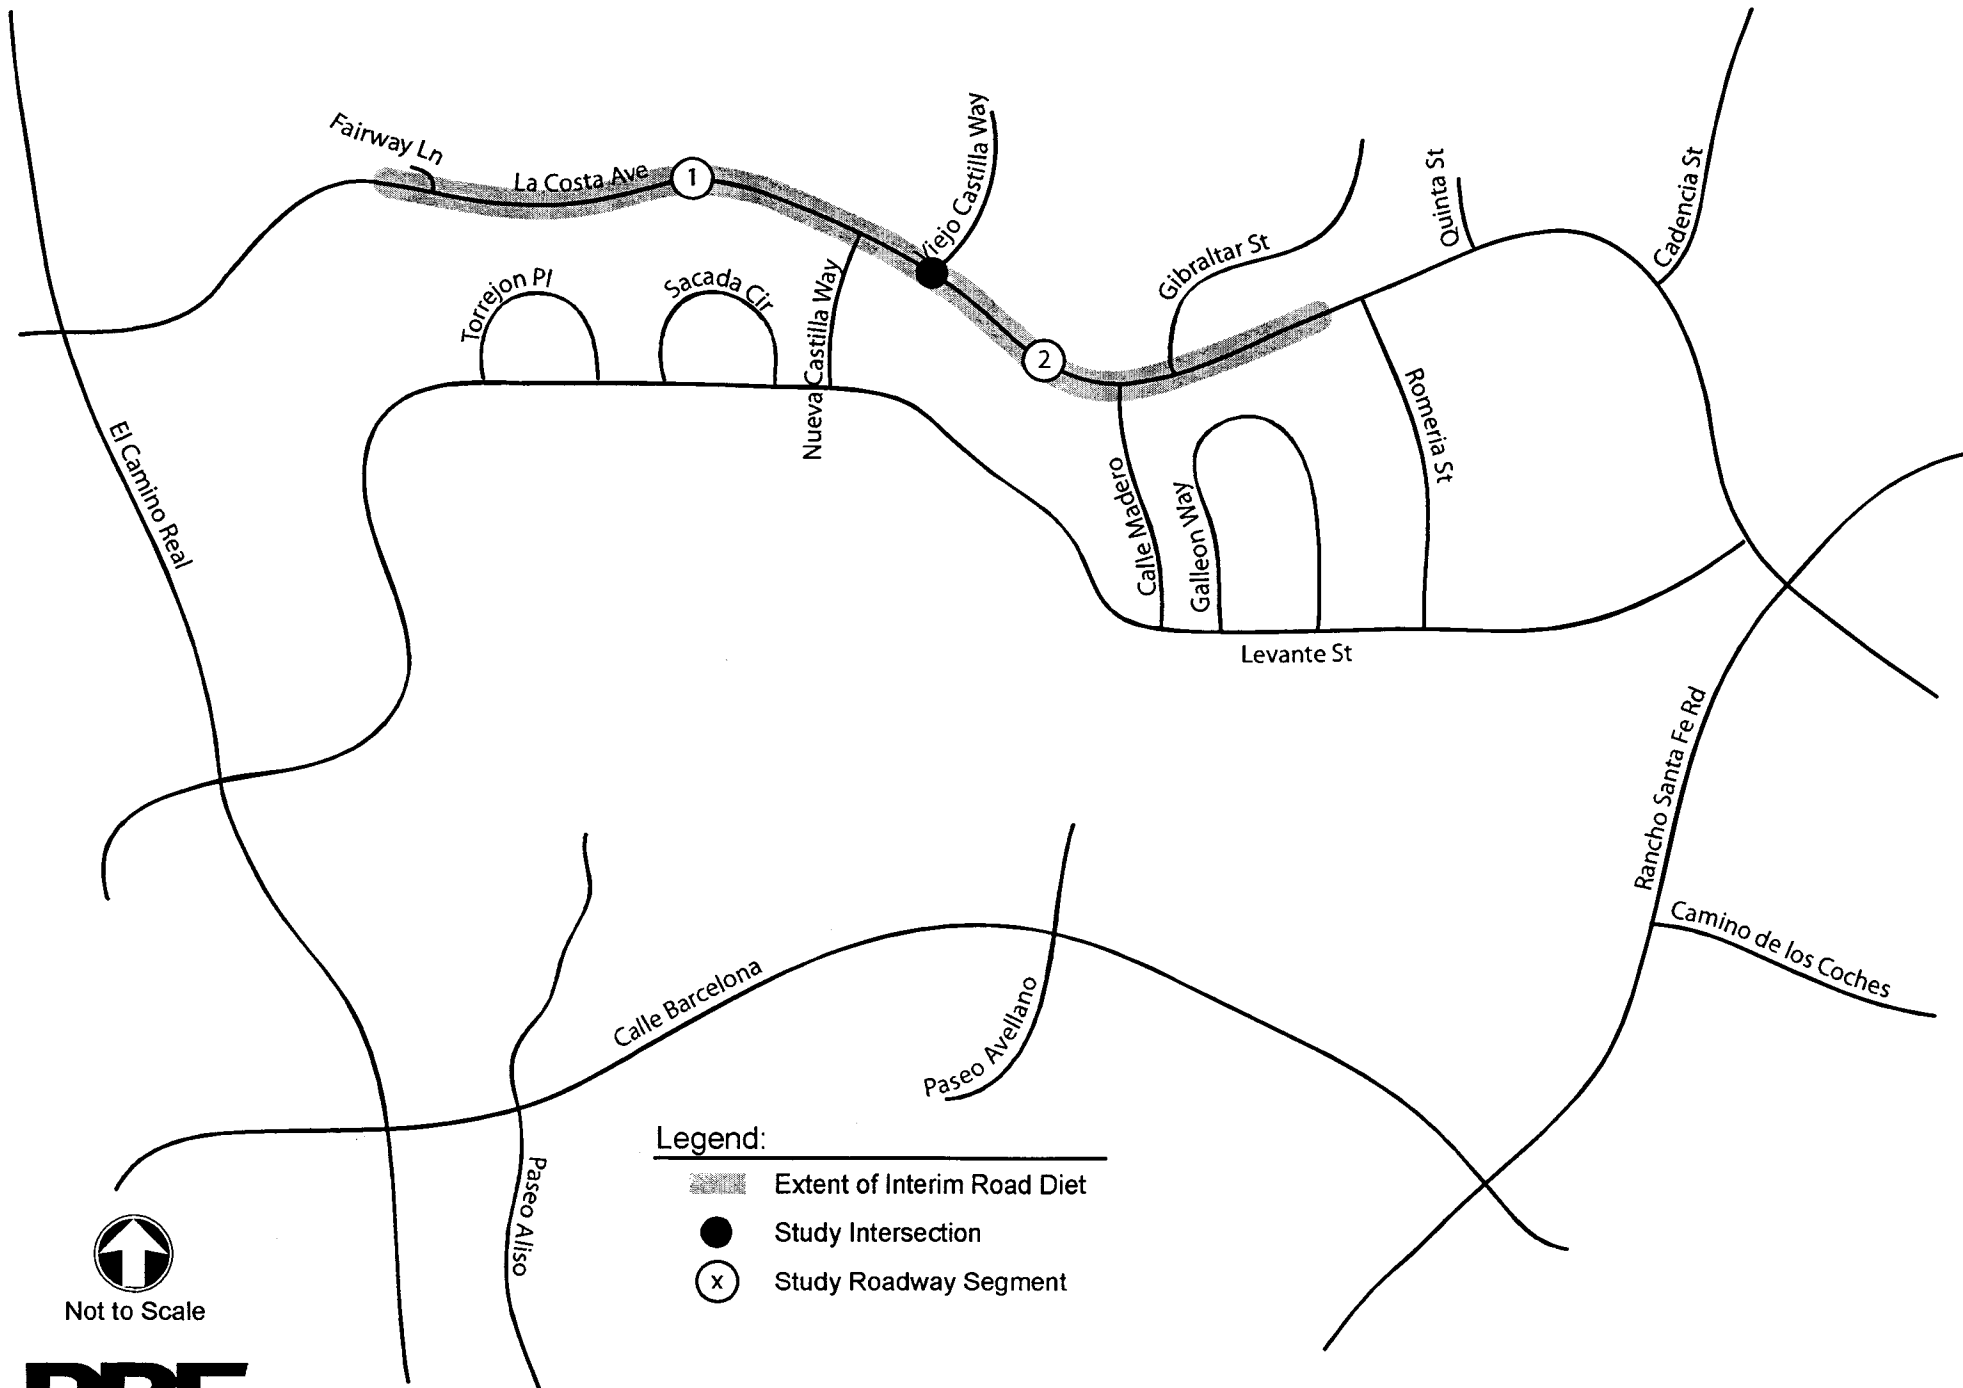 Fairway Ln
La Costa Ave
1
Viejo Castilla Way
Quinta St
Cadencia St
Gibraltar St
Torrejon Pl
Sacada Cir
Nueva Castilla Way
2
Romeria St
El Camino Real
Calle Madero
Galleon Way
Levante St
Rancho Santa Fe Rd
Camino de los Coches
Calle Barcelona
Paseo Avellano
Paseo Aliso
Legend:
Extent of Interim Road Diet
Study Intersection
x
Study Roadway Segment
Not to Scale